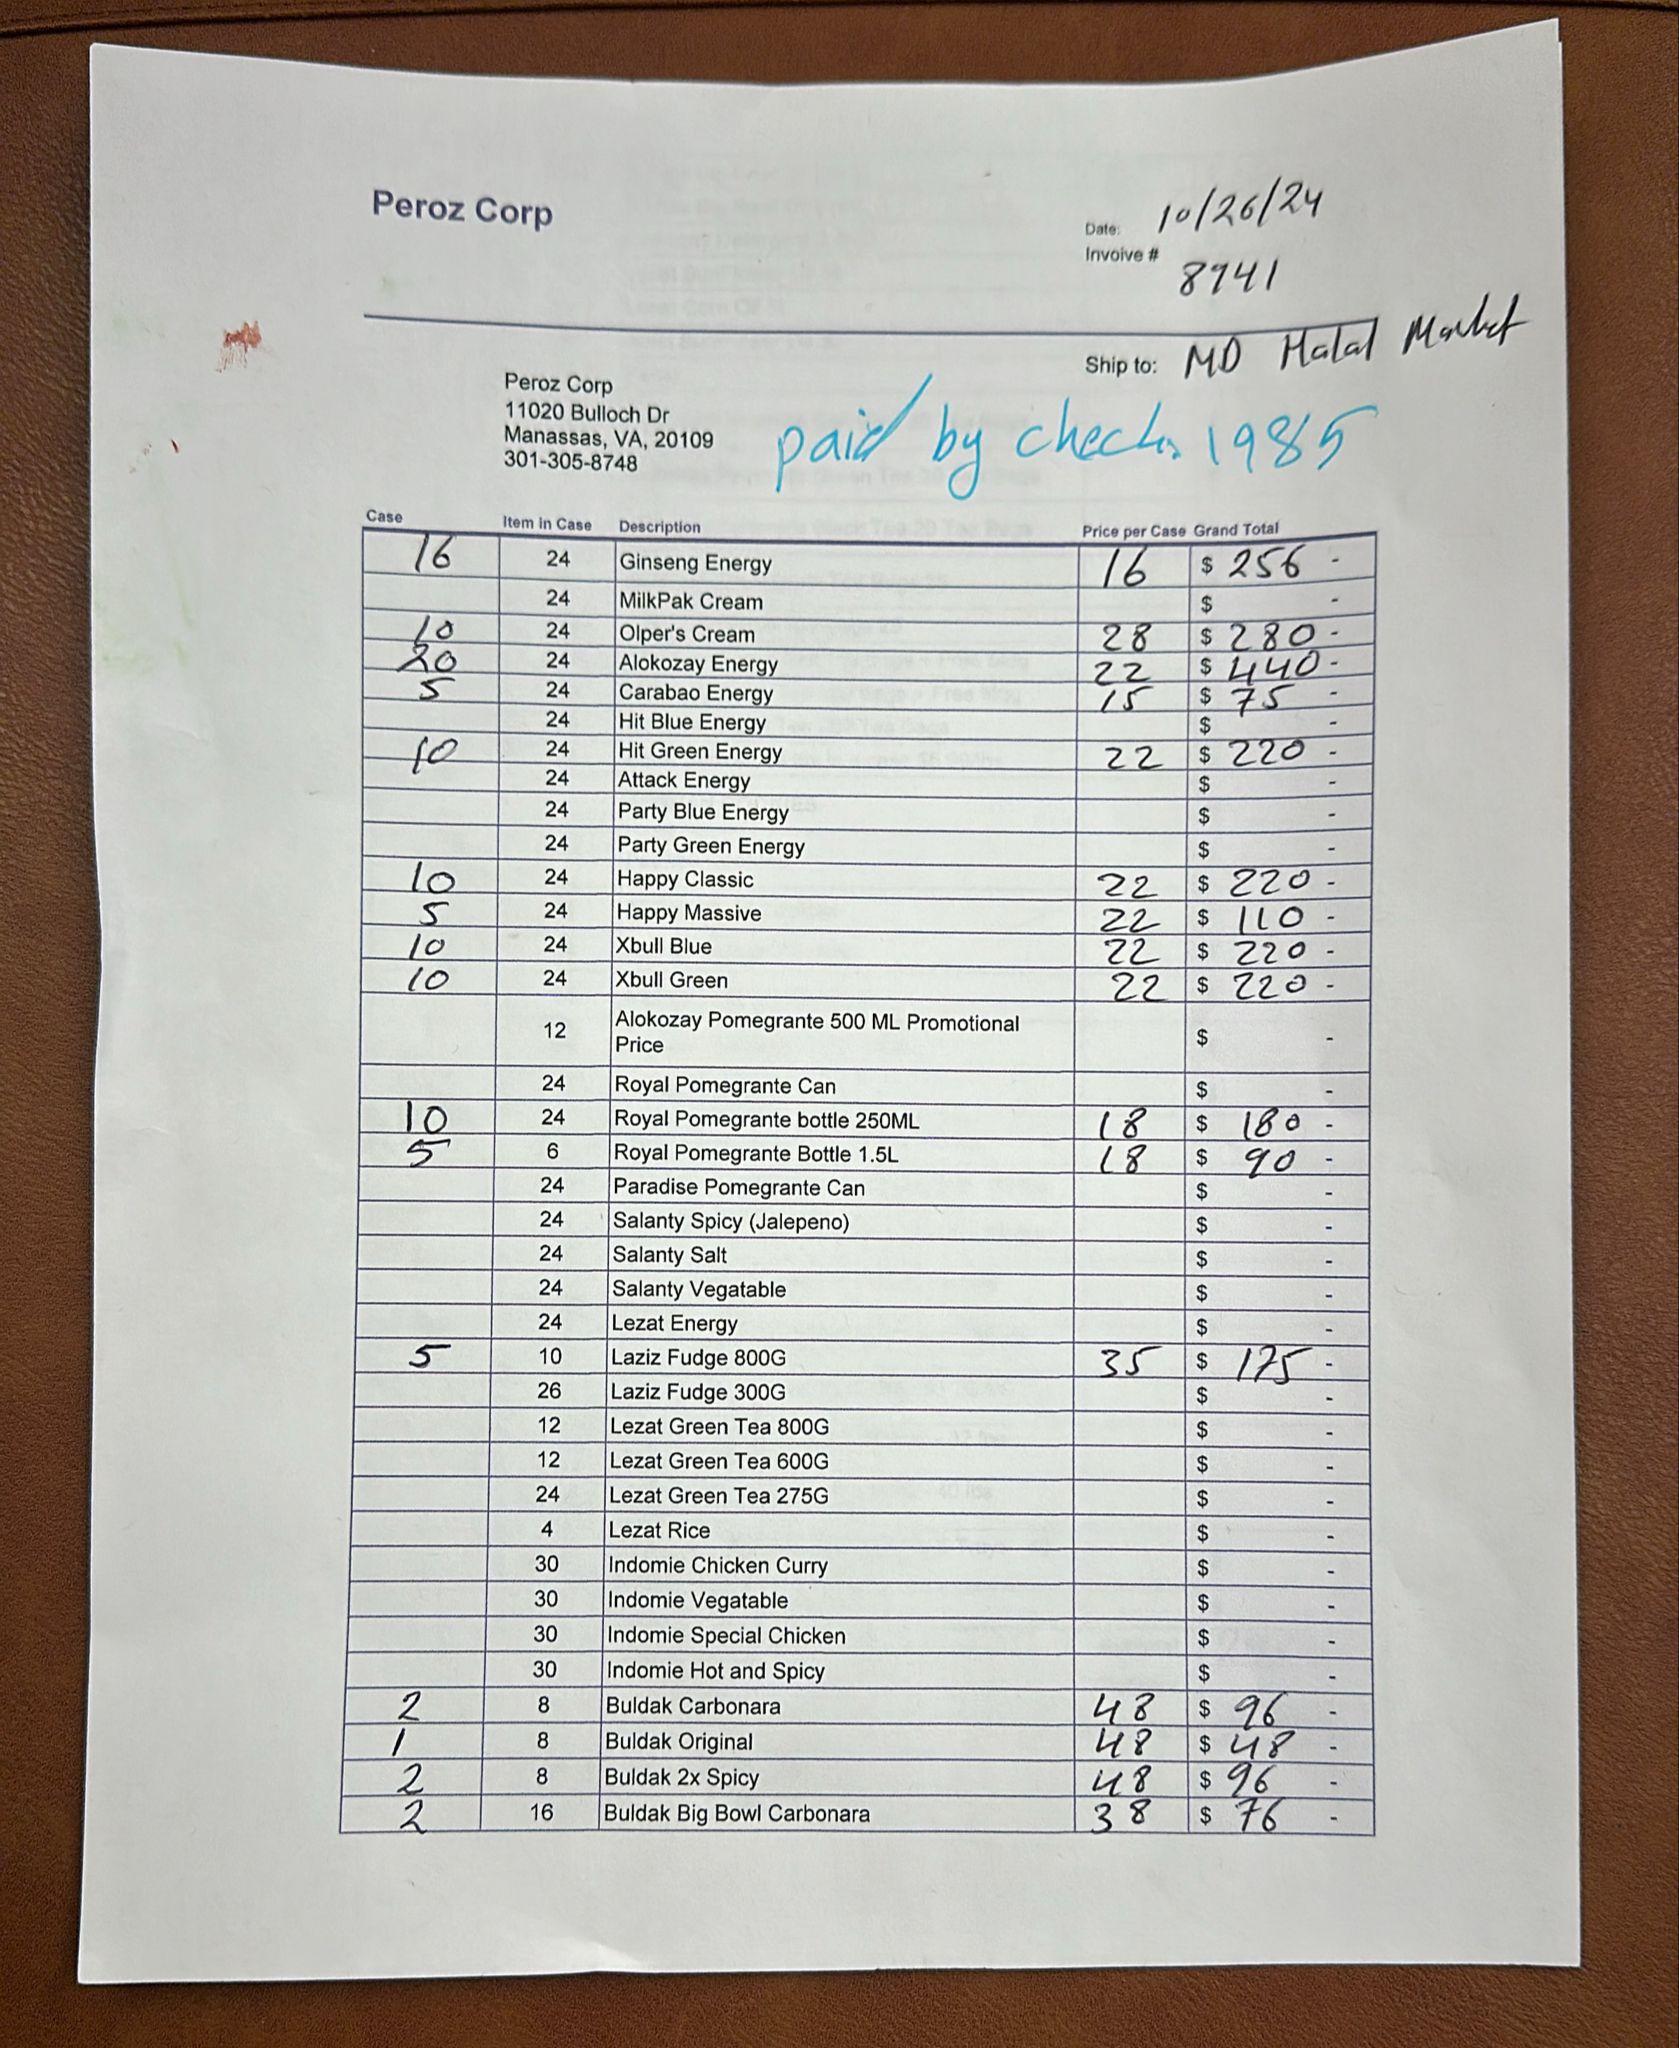 Peroz Corp
Date: 10/26/24
Invoive # 8941
Ship to: MD Halal Market
Peroz Corp
11020 Bulloch Dr
Manassas, VA, 20109
301-305-8748
paid by check 1985
Case Item in Case Description Price per Case Grand Total
16 24 Ginseng Energy 16 $ 256 -
24 MilkPak Cream $ -
10 24 Olper's Cream 28 $ 280 -
20 24 Alokozay Energy 22 $ 440 -
5 24 Carabao Energy 15 $ 75 -
24 Hit Blue Energy $ -
10 24 Hit Green Energy 22 $ 220 -
24 Attack Energy $ -
24 Party Blue Energy $ -
24 Party Green Energy $ -
10 24 Happy Classic 22 $ 220 -
5 24 Happy Massive 22 $ 110 -
10 24 Xbull Blue 22 $ 220 -
10 24 Xbull Green 22 $ 220 -
12 Alokozay Pomegrante 500 ML Promotional
Price $ -
24 Royal Pomegrante Can $ -
10 24 Royal Pomegrante bottle 250ML 18 $ 180 -
5 6 Royal Pomegrante Bottle 1.5L 18 $ 90 -
24 Paradise Pomegrante Can $ -
24 Salanty Spicy (Jalepeno) $ -
24 Salanty Salt $ -
24 Salanty Vegatable $ -
24 Lezat Energy $ -
5 10 Laziz Fudge 800G 35 $ 175 -
26 Laziz Fudge 300G $ -
12 Lezat Green Tea 800G $ -
12 Lezat Green Tea 600G $ -
24 Lezat Green Tea 275G $ -
4 Lezat Rice $ -
30 Indomie Chicken Curry $ -
30 Indomie Vegatable $ -
30 Indomie Special Chicken $ -
30 Indomie Hot and Spicy $ -
2 8 Buldak Carbonara 48 $ 96 -
1 8 Buldak Original 48 $ 48 -
2 8 Buldak 2x Spicy 48 $ 96 -
2 16 Buldak Big Bowl Carbonara 38 $ 76 -